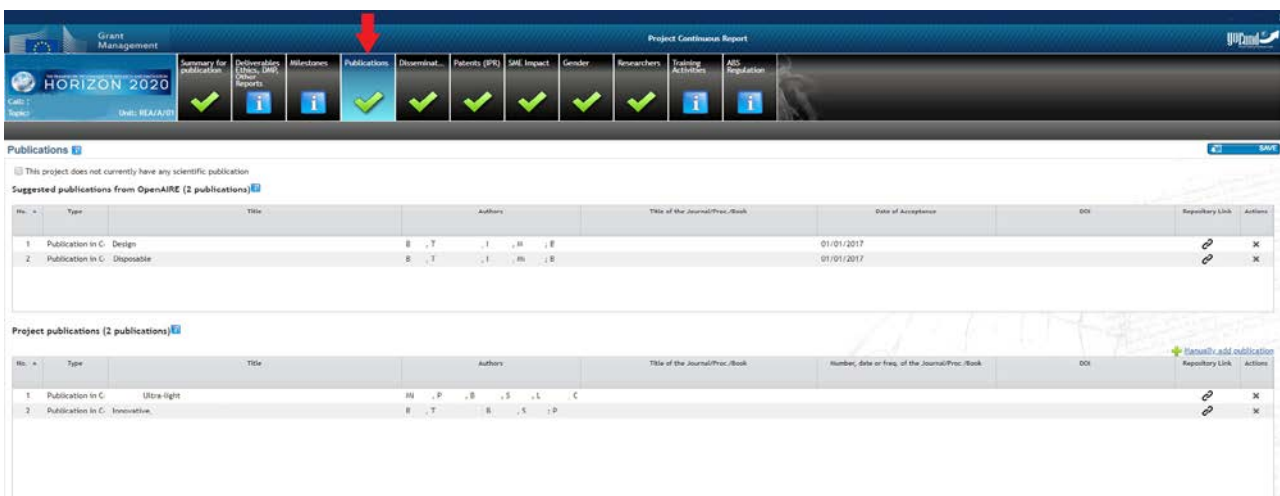 Grant
Management
Project Continuous Report
HORIZON 2020
Call: :
Topic:
Unit: REA/A/01
Summary for
publication
Deliverables
Ethics, DMP,
Other
Reports
Milestones
Publications
Disseminat...
Patents (IPR)
SME Impact
Gender
Researchers
Training
Activities
ABS
Regulation
Publications
SAVE
This project does not currently have any scientific publication
Suggested publications from OpenAIRE (2 publications)
No. Type Title Authors Title of the Journal/Proc./Book Date of Acceptance DOI Repository Link Actions
1 Publication in C Design B , T , I , M ; B 01/01/2017
2 Publication in C Disposable B , T , I , Mi ; B 01/01/2017
Project publications (2 publications)
Manually add publication
No. Type Title Authors Title of the Journal/Proc./Book Number, date or freq. of the Journal/Proc./Book DOI Repository Link Actions
1 Publication in C Ultra-light Mi , P , B , S , L , C
2 Publication in C Innovative, B , T B , S ; P